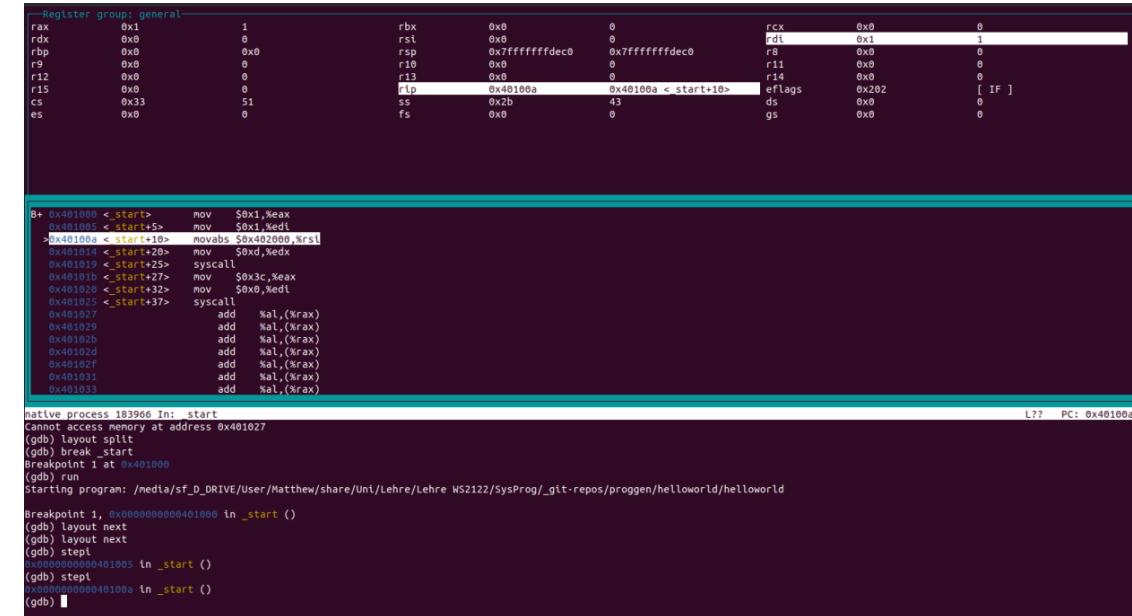 Register group: general
rax 0x1 1 rbx 0x0 0 rcx 0x0 0
rdx 0x0 0 rsi 0x0 0 rdi 0x1 1
rbp 0x0 0x0 rsp 0x7fffffffdec0 0x7fffffffdec0 r8 0x0 0
r9 0x0 0 r10 0x0 0 r11 0x0 0
r12 0x0 0 r13 0x0 0 r14 0x0 0
r15 0x0 0 rip 0x40100a 0x40100a <_start+10> eflags 0x202 [ IF ]
cs 0x33 51 ss 0x2b 43 ds 0x0 0
es 0x0 0 fs 0x0 0 gs 0x0 0
B+ 0x401000 <_start> mov $0x1,%eax
0x401005 <_start+5> mov $0x1,%edi
>0x40100a <_start+10> movabs $0x402000,%rsi
0x401014 <_start+20> mov $0xd,%edx
0x401019 <_start+25> syscall
0x40101b <_start+27> mov $0x3c,%eax
0x401020 <_start+32> mov $0x0,%edi
0x401025 <_start+37> syscall
0x401027 add %al,(%rax)
0x401029 add %al,(%rax)
0x40102b add %al,(%rax)
0x40102d add %al,(%rax)
0x40102f add %al,(%rax)
0x401031 add %al,(%rax)
0x401033 add %al,(%rax)
native process 183966 In: _start L?? PC: 0x40100a
Cannot access memory at address 0x401027
(gdb) layout split
(gdb) break _start
Breakpoint 1 at 0x401000
(gdb) run
Starting program: /media/sf_D_DRIVE/User/Matthew/share/Uni/Lehre/Lehre WS2122/SysProg/_git-repos/proggen/helloworld/helloworld
Breakpoint 1, 0x0000000000401000 in _start ()
(gdb) layout next
(gdb) layout next
(gdb) stepi
0x0000000000401005 in _start ()
(gdb) stepi
0x000000000040100a in _start ()
(gdb)